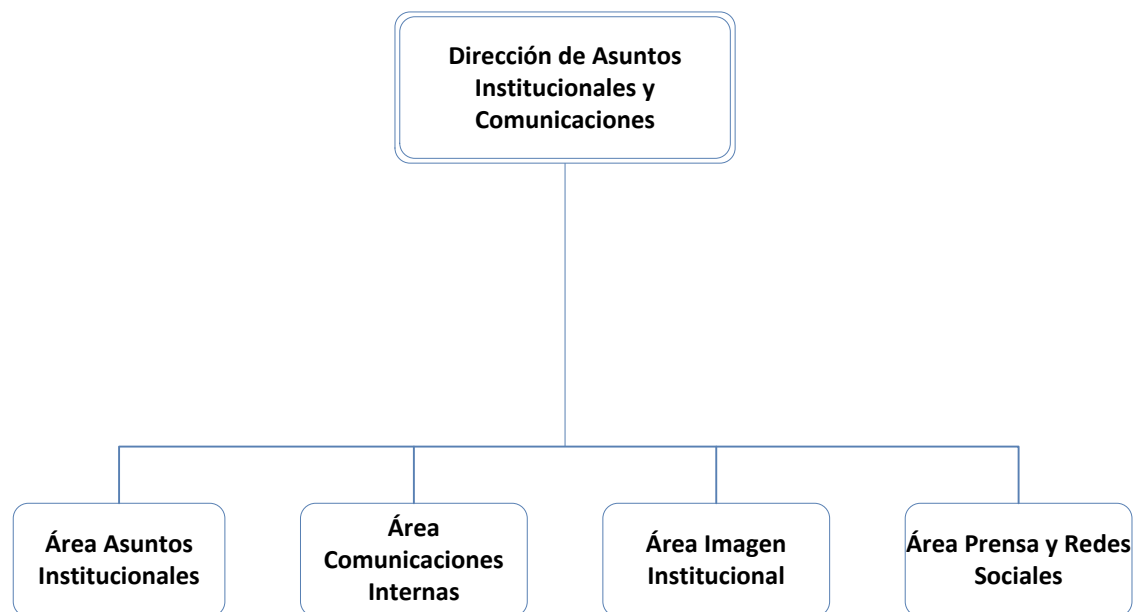 Dirección de Asuntos
Institucionales y
Comunicaciones
Área Asuntos
Institucionales
Área
Comunicaciones
Internas
Área Imagen
Institucional
Área Prensa y Redes
Sociales